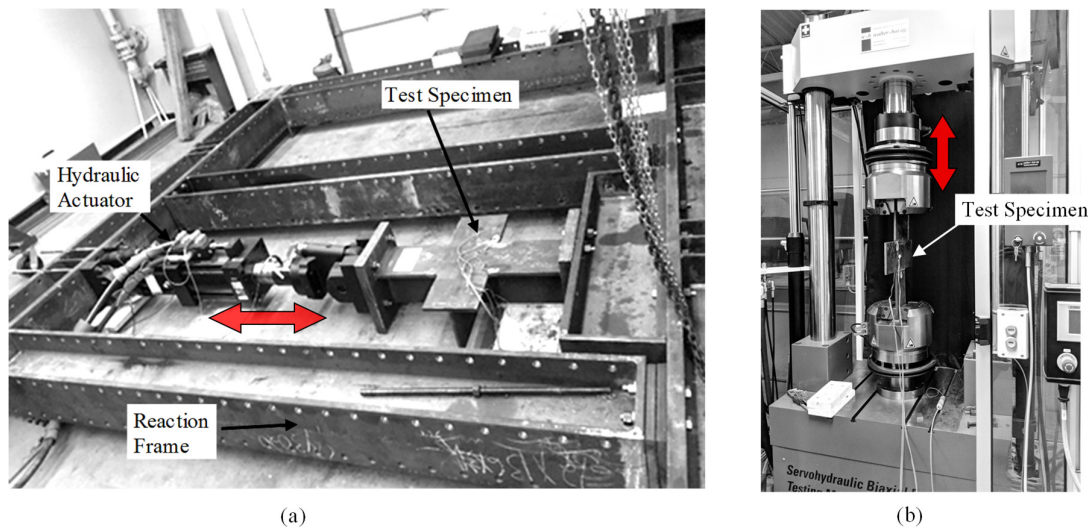 Test Specimen
Hydraulic
Actuator
Reaction
Frame
Test Specimen
Servohydraulic Biaxial
Testing
(a)
(b)